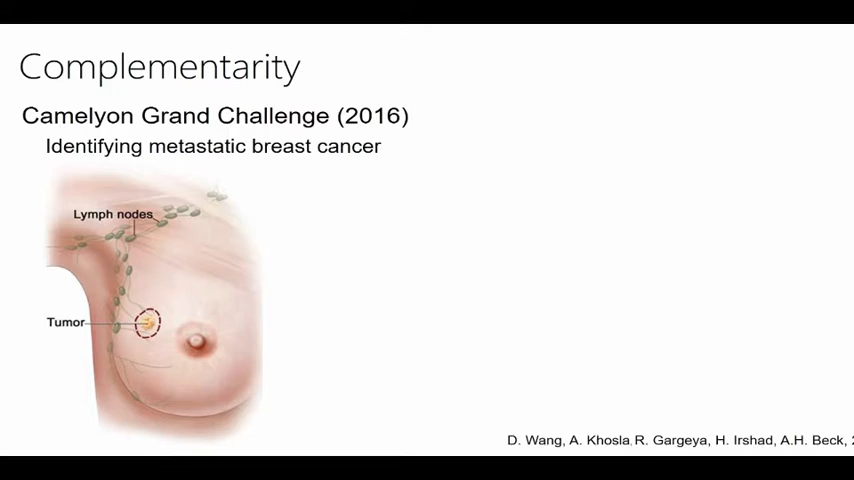 Complementarity
Camelyon Grand Challenge (2016)
Identifying metastatic breast cancer
Lymph nodes
Tumor
D. Wang, A. Khosla, R. Gargeya, H. Irshad, A.H. Beck,